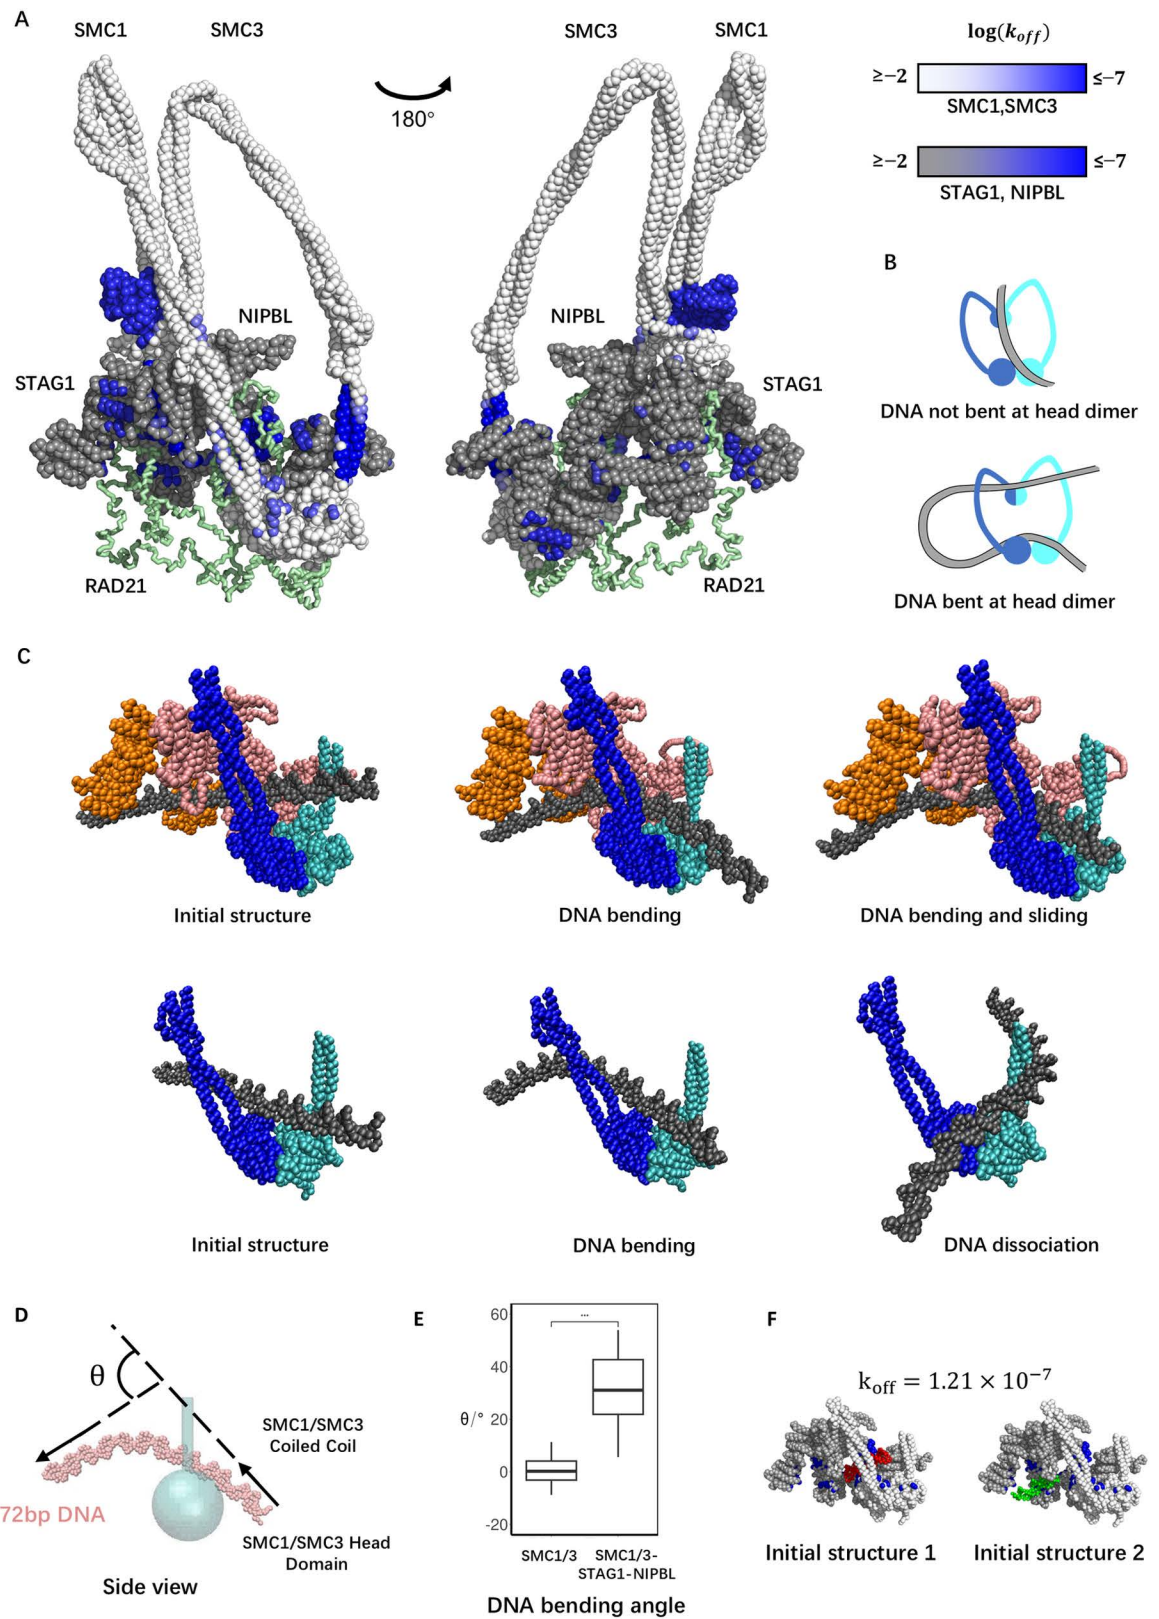 A
SMC1
SMC3
SMC3
SMC1
180°
NIPBL
STAG1
RAD21
NIPBL
STAG1
RAD21
log(k_off)
≥−2
≤−7
SMC1,SMC3
≥−2
≤−7
STAG1, NIPBL
B
DNA not bent at head dimer
DNA bent at head dimer
C
Initial structure
DNA bending
DNA bending and sliding
Initial structure
DNA bending
DNA dissociation
D
θ
SMC1/SMC3
Coiled Coil
72bp DNA
SMC1/SMC3 Head
Domain
Side view
E
60
40
θ/°
20
0
-20
...
SMC1/3
SMC1/3-
STAG1-NIPBL
DNA bending angle
F
k_off = 1.21 × 10⁻⁷
Initial structure 1
Initial structure 2